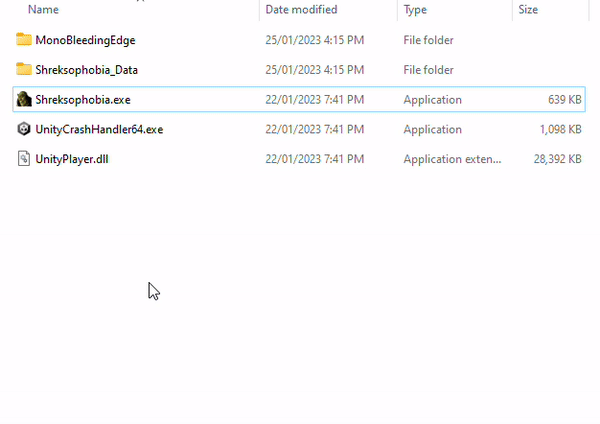 Name Date modified Type Size
MonoBleedingEdge 25/01/2023 4:15 PM File folder
Shreksophobia_Data 25/01/2023 4:15 PM File folder
Shreksophobia.exe 22/01/2023 7:41 PM Application 639 KB
UnityCrashHandler64.exe 22/01/2023 7:41 PM Application 1,098 KB
UnityPlayer.dll 22/01/2023 7:41 PM Application exten... 28,392 KB